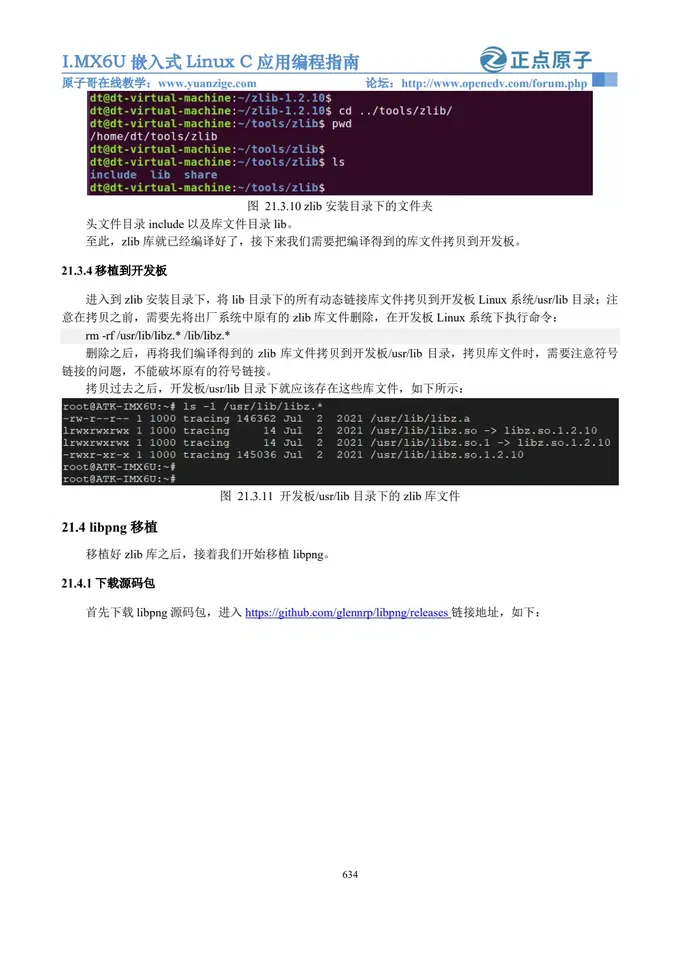 I.MX6U 嵌入式 Linux C 应用编程指南
正点原子
原子哥在线教学：www.yuanzige.com 论坛：http://www.openedv.com/forum.php
dt@dt-virtual-machine:~/zlib-1.2.10$
dt@dt-virtual-machine:~/zlib-1.2.10$ cd ../tools/zlib/
dt@dt-virtual-machine:~/tools/zlib$ pwd
/home/dt/tools/zlib
dt@dt-virtual-machine:~/tools/zlib$
dt@dt-virtual-machine:~/tools/zlib$ ls
include lib share
dt@dt-virtual-machine:~/tools/zlib$
图 21.3.10 zlib 安装目录下的文件夹
头文件目录 include 以及库文件目录 lib。
至此，zlib 库就已经编译好了，接下来我们需要把编译得到的库文件拷贝到开发板。
21.3.4 移植到开发板
进入到 zlib 安装目录下，将 lib 目录下的所有动态链接库文件拷贝到开发板 Linux 系统/usr/lib 目录；注
意在拷贝之前，需要先将出厂系统中原有的 zlib 库文件删除，在开发板 Linux 系统下执行命令：
rm -rf /usr/lib/libz.* /lib/libz.*
删除之后，再将我们编译得到的 zlib 库文件拷贝到开发板/usr/lib 目录，拷贝库文件时，需要注意符号
链接的问题，不能破坏原有的符号链接。
拷贝过去之后，开发板/usr/lib 目录下就应该存在这些库文件，如下所示：
root@ATK-IMX6U:~# ls -l /usr/lib/libz.*
-rw-r--r-- 1 1000 tracing 146362 Jul 2 2021 /usr/lib/libz.a
lrwxrwxrwx 1 1000 tracing 14 Jul 2 2021 /usr/lib/libz.so -> libz.so.1.2.10
lrwxrwxrwx 1 1000 tracing 14 Jul 2 2021 /usr/lib/libz.so.1 -> libz.so.1.2.10
-rwxr-xr-x 1 1000 tracing 145036 Jul 2 2021 /usr/lib/libz.so.1.2.10
root@ATK-IMX6U:~#
root@ATK-IMX6U:~#
图 21.3.11 开发板/usr/lib 目录下的 zlib 库文件
21.4 libpng 移植
移植好 zlib 库之后，接着我们开始移植 libpng。
21.4.1 下载源码包
首先下载 libpng 源码包，进入 https://github.com/glennrp/libpng/releases 链接地址，如下：
634